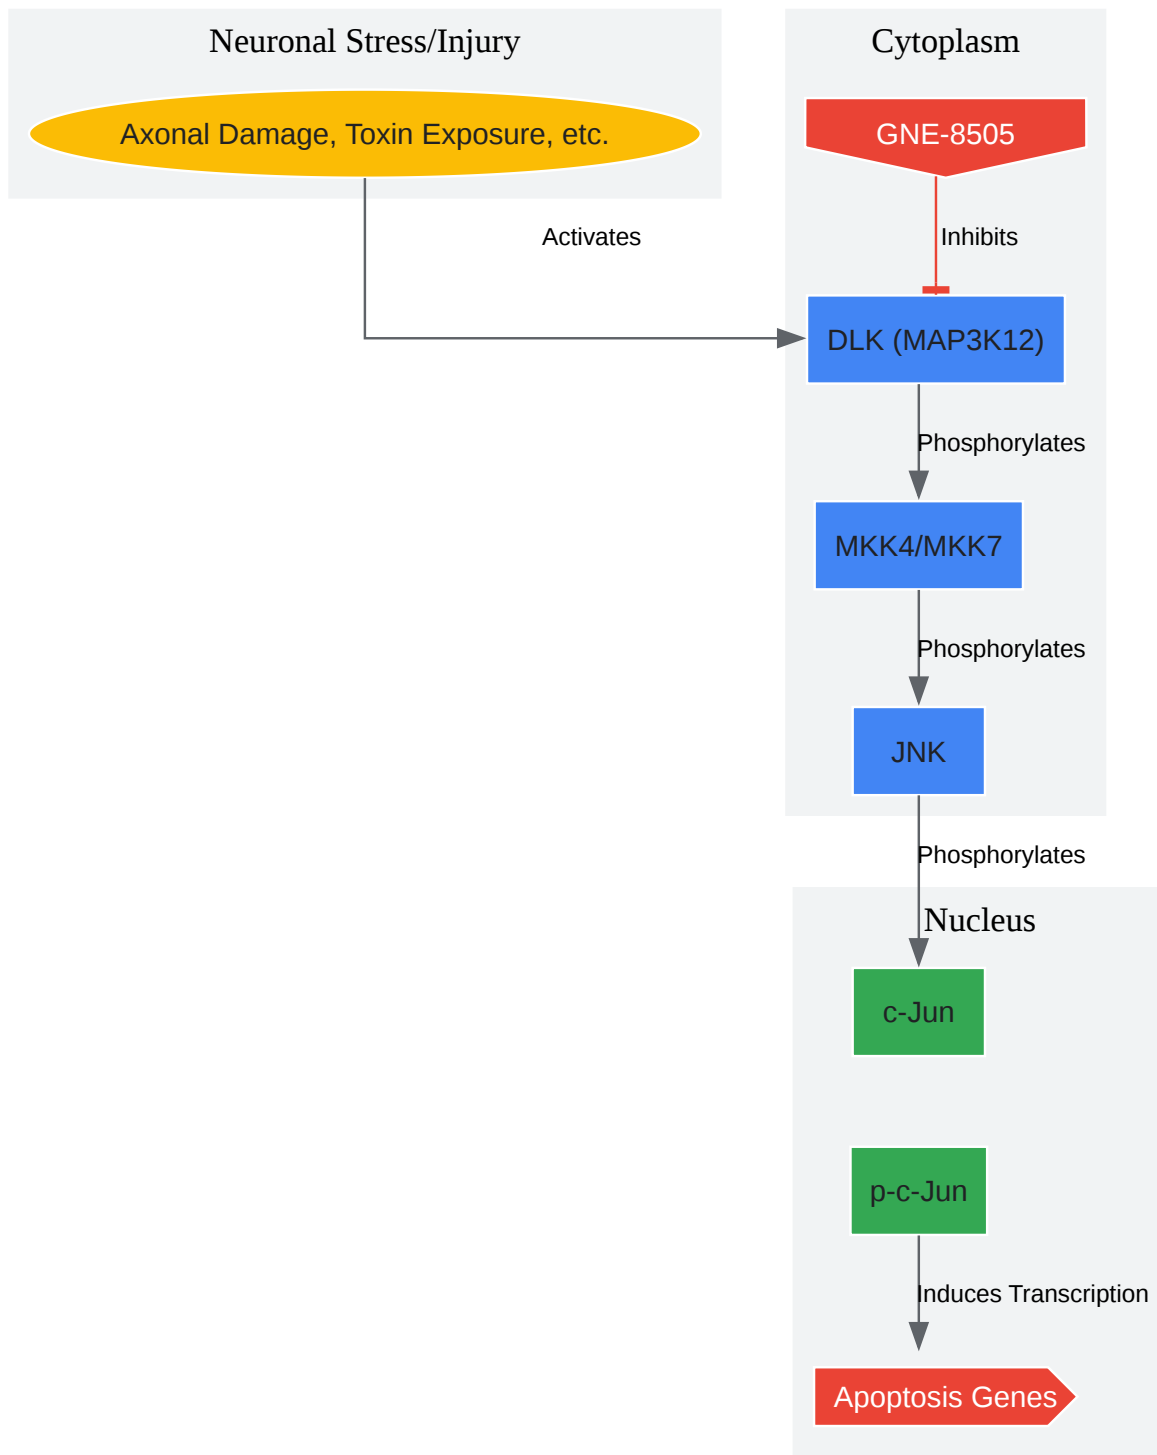 Neuronal Stress/Injury
Axonal Damage, Toxin Exposure, etc.
Cytoplasm
GNE-8505
Activates
Inhibits
DLK (MAP3K12)
Phosphorylates
MKK4/MKK7
Phosphorylates
JNK
Phosphorylates
Nucleus
c-Jun
p-c-Jun
Induces Transcription
Apoptosis Genes